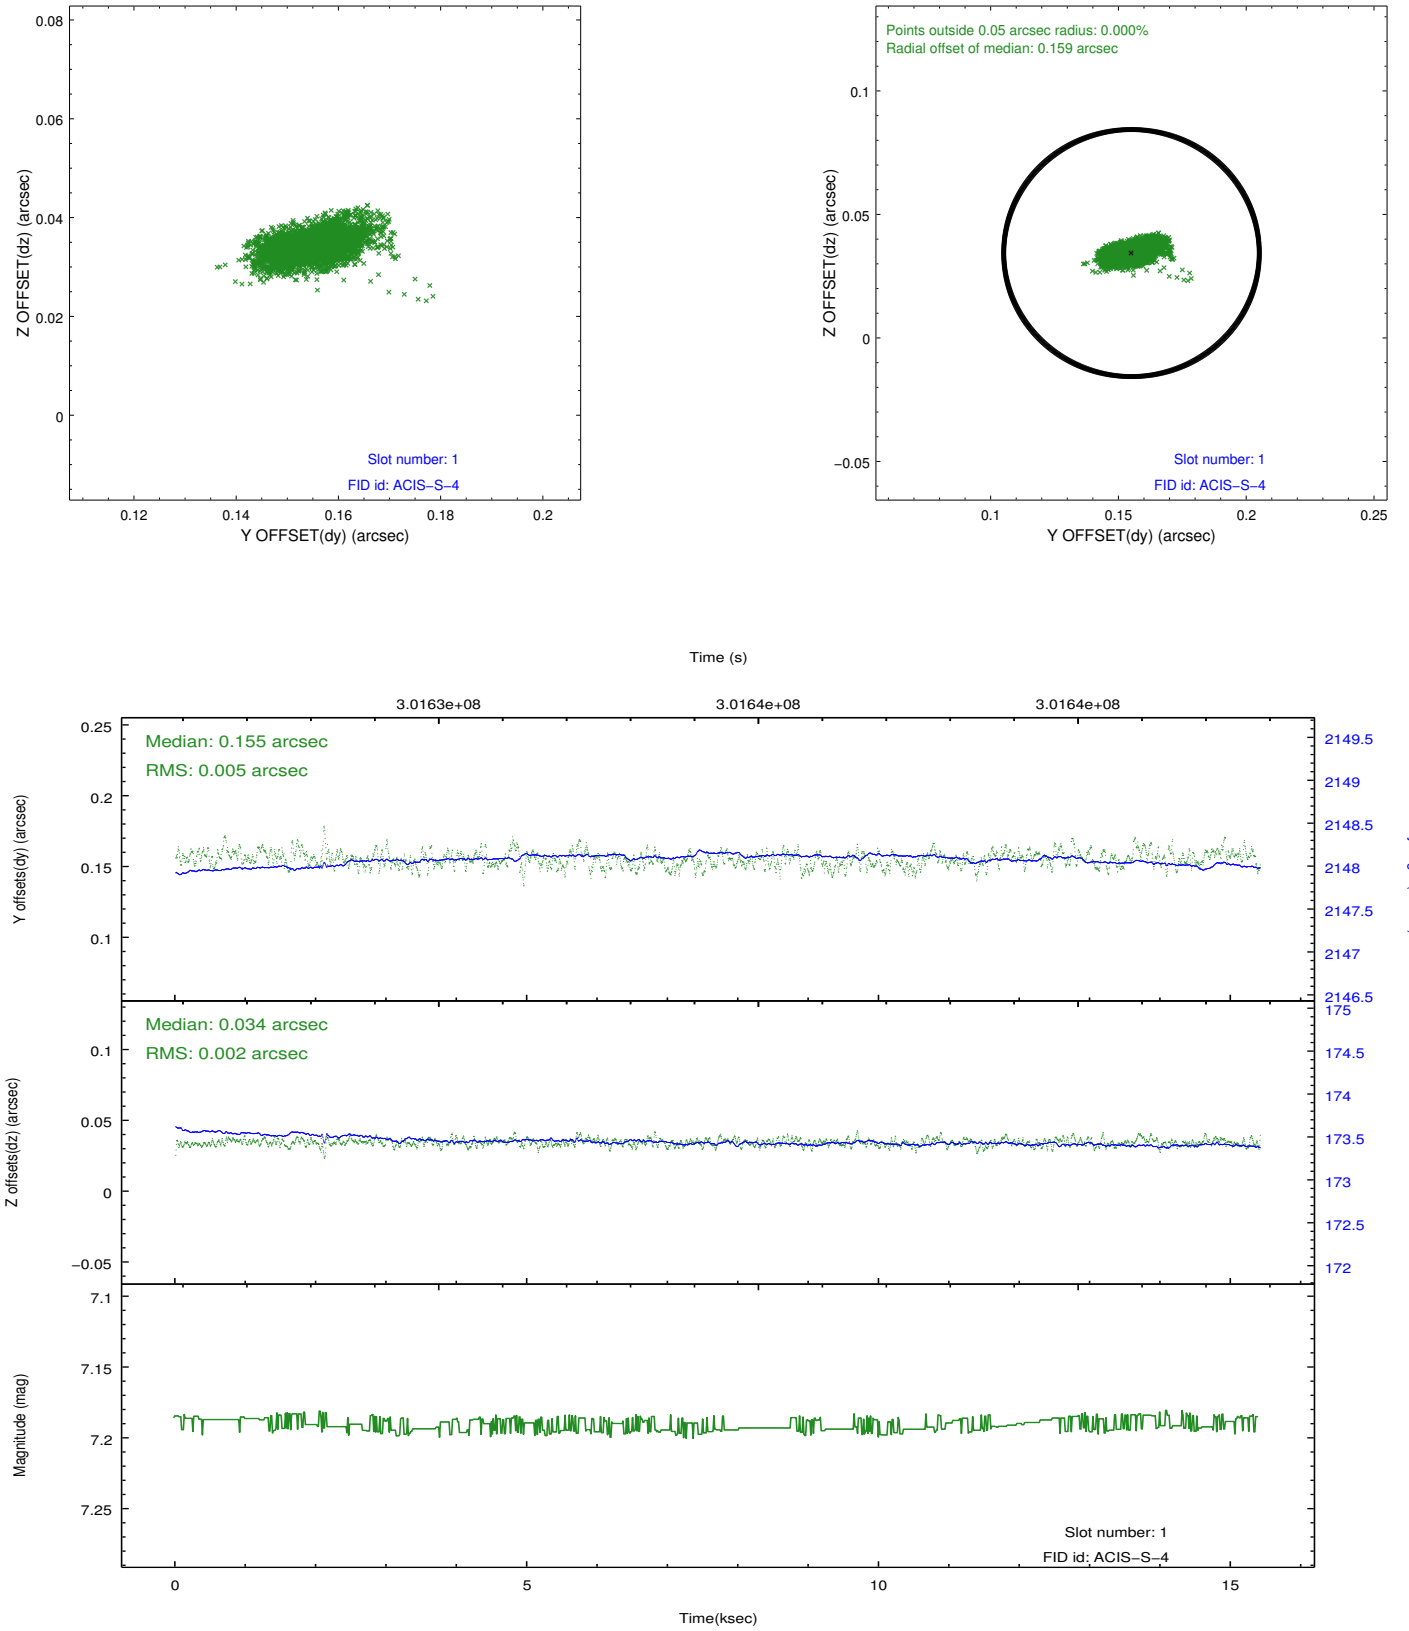 0.08
0.06
0.04
0.02
0
Z OFFSET(dz) (arcsec)
Slot number: 1
FID id: ACIS−S−4
0.12 0.14 0.16 0.18 0.2
Y OFFSET(dy) (arcsec)
Points outside 0.05 arcsec radius: 0.000%
Radial offset of median: 0.159 arcsec
0.1
0.05
0
−0.05
Z OFFSET(dz) (arcsec)
Slot number: 1
FID id: ACIS−S−4
0.1 0.15 0.2 0.25
Y OFFSET(dy) (arcsec)
Time (s)
3.0163e+08 3.0164e+08 3.0164e+08
Median: 0.155 arcsec
RMS: 0.005 arcsec
0.25
0.2
0.15
0.1
Y offsets(dy) (arcsec)
2149.5
2149
2148.5
2148
2147.5
2147
2146.5
Median: 0.034 arcsec
RMS: 0.002 arcsec
0.1
0.05
0
−0.05
Z offsets(dz) (arcsec)
175
174.5
174
173.5
173
172.5
172
7.1
7.15
7.2
7.25
Magnitude (mag)
Slot number: 1
FID id: ACIS−S−4
0 5 10 15
Time(ksec)